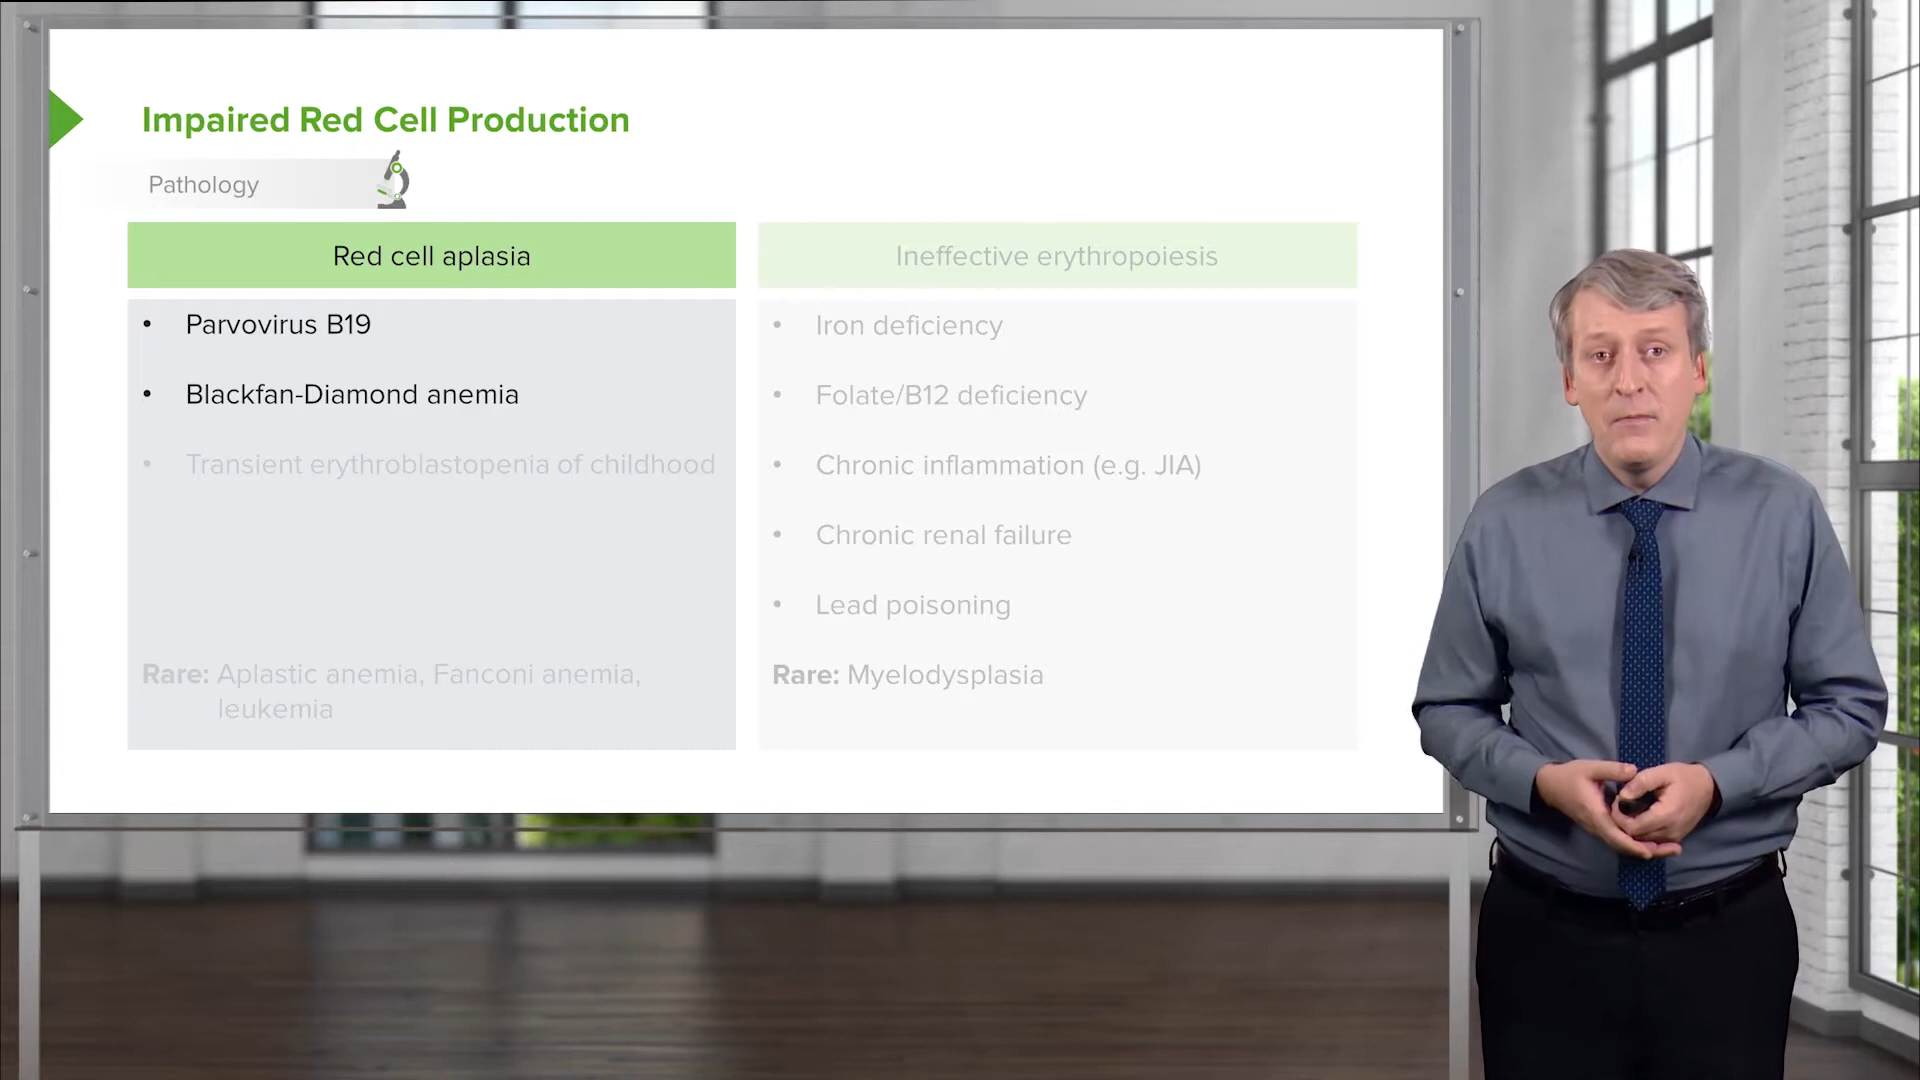 Impaired Red Cell Production
Pathology
Red cell aplasia
• Parvovirus B19
• Blackfan-Diamond anemia
• Transient erythroblastopenia of childhood
Rare: Aplastic anemia, Fanconi anemia,
leukemia
Ineffective erythropoiesis
• Iron deficiency
• Folate/B12 deficiency
• Chronic inflammation (e.g. JIA)
• Chronic renal failure
• Lead poisoning
Rare: Myelodysplasia